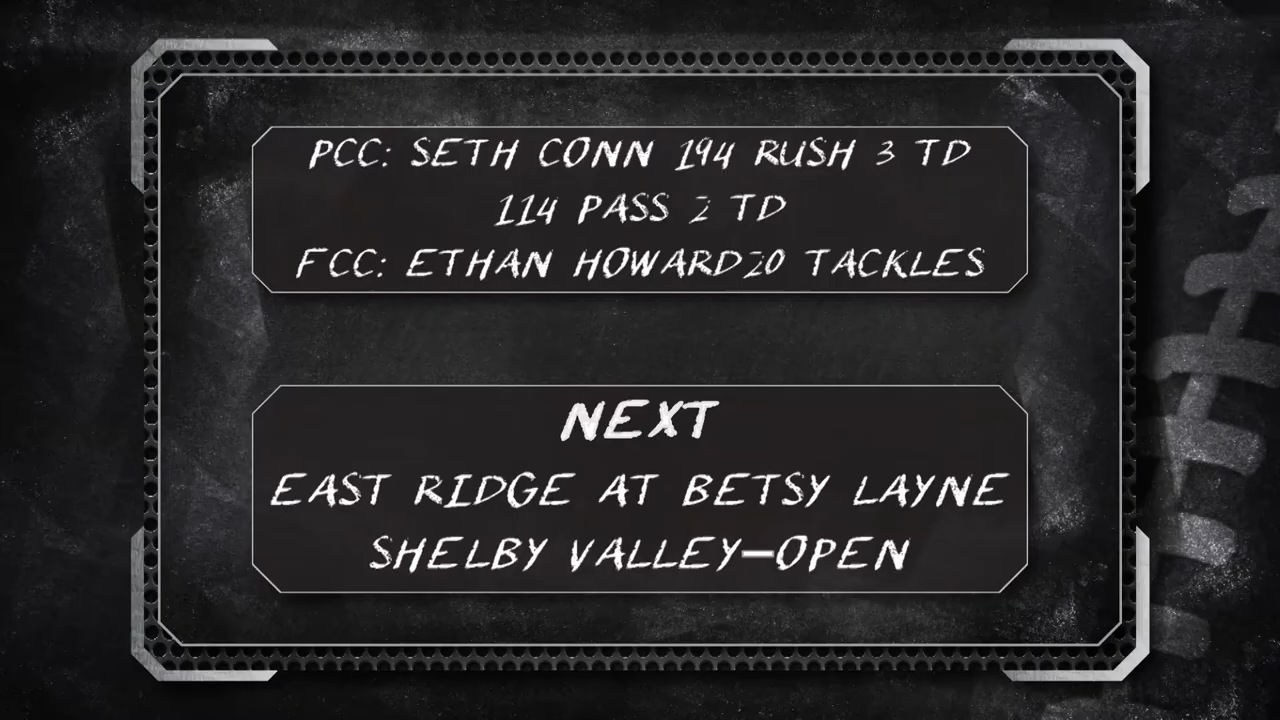 PCC: SETH CONN 194 RUSH 3 TD
114 PASS 2 TD
FCC: ETHAN HOWARD20 TACKLES
NEXT
EAST RIDGE AT BETSY LAYNE
SHELBY VALLEY—OPEN